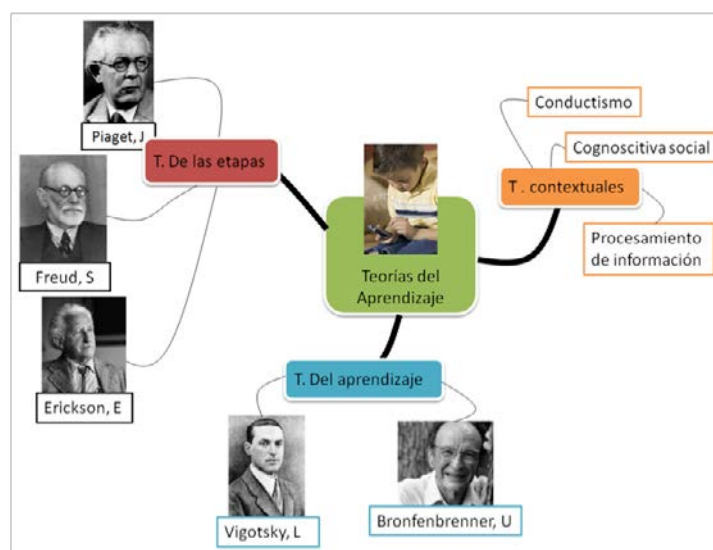 Piaget, J
T. De las etapas
Freud, S
Erickson, E
Teorías del
Aprendizaje
Conductismo
Cognoscitiva social
T . contextuales
Procesamiento
de información
T. Del aprendizaje
Vigotsky, L
Bronfenbrenner, U